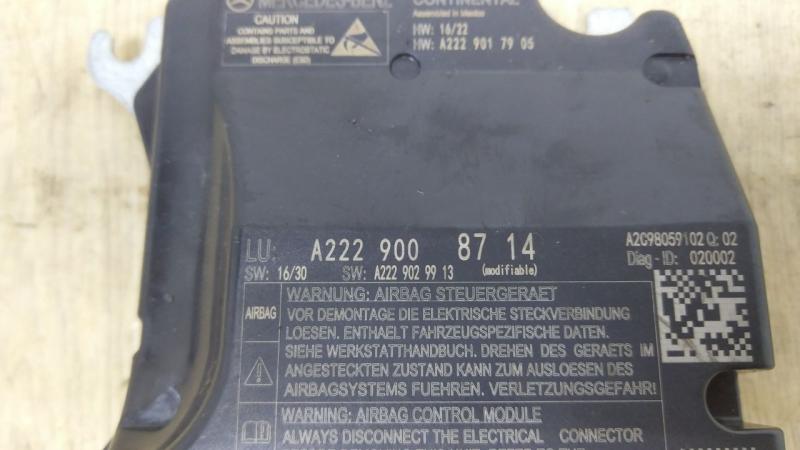 MERCEDES-BENZ
CONTINENTAL
Assembled in Mexico
CAUTION
CONTAINS PARTS AND
ASSEMBLIES SUSCEPTIBLE TO
DAMAGE BY ELECTROSTATIC
DISCHARGE (ESD)
HW: 16/22
HW: A222 901 79 05
LU: A222 900 87 14
(modifiable)
SW: 16/30 SW: A222 902 99 13
A2C98059102 Q: 02
Diag-ID: 020002
AIRBAG
WARNUNG: AIRBAG STEUERGERAET
VOR DEMONTAGE DIE ELEKTRISCHE STECKVERBINDUNG
LOESEN. ENTHAELT FAHRZEUGSPEZIFISCHE DATEN.
SIEHE WERKSTATTHANDBUCH. DREHEN DES GERAETS IM
ANGESTECKTEN ZUSTAND KANN ZUM AUSLOESEN DES
AIRBAGSYSTEMS FUEHREN. VERLETZUNGSGEFAHR!
WARNING: AIRBAG CONTROL MODULE
ALWAYS DISCONNECT THE ELECTRICAL CONNECTOR